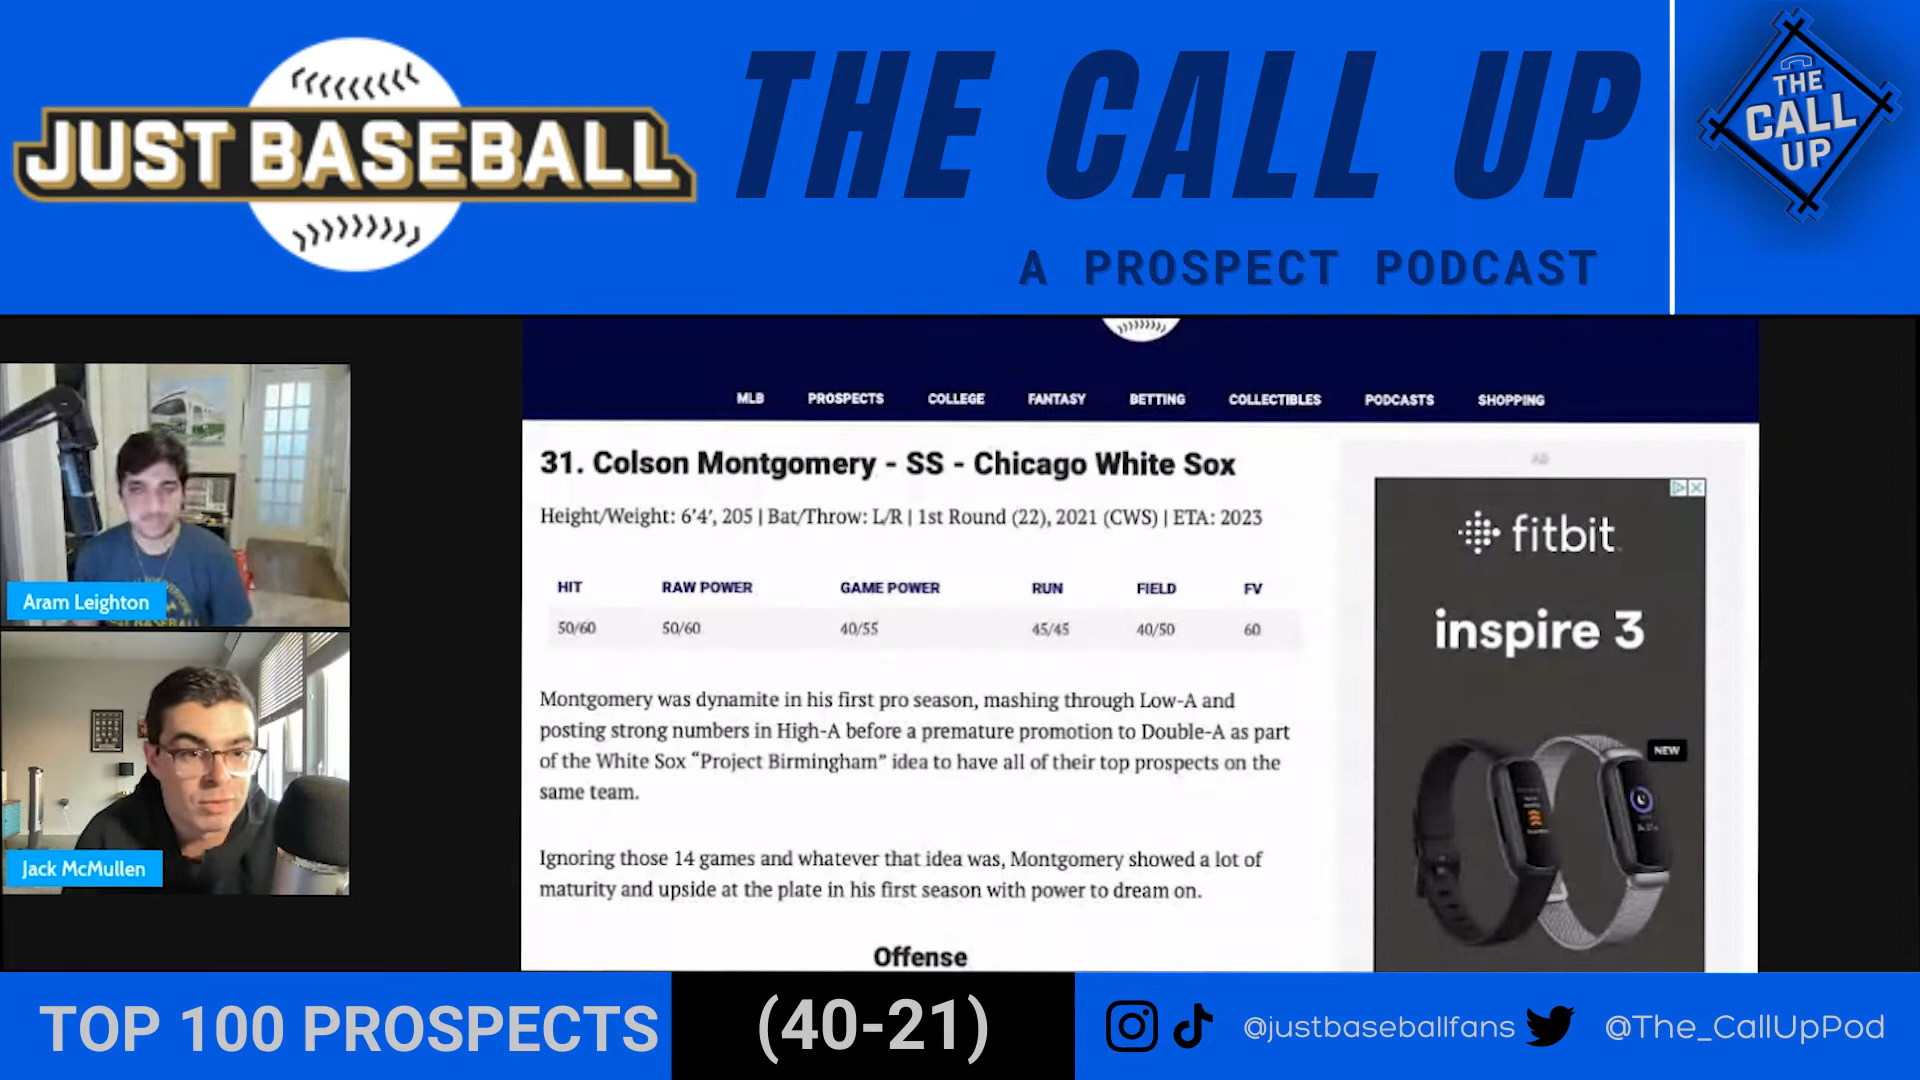 JUST BASEBALL
THE CALL UP
A PROSPECT PODCAST
THE
CALL
UP
MLB PROSPECTS COLLEGE FANTASY BETTING COLLECTIBLES PODCASTS SHOPPING
31. Colson Montgomery - SS - Chicago White Sox
Height/Weight: 6'4', 205 | Bat/Throw: L/R | 1st Round (22), 2021 (CWS) | ETA: 2023
HIT RAW POWER GAME POWER RUN FIELD FV
50/60 50/60 40/55 45/45 40/50 60
Montgomery was dynamite in his first pro season, mashing through Low-A and
posting strong numbers in High-A before a premature promotion to Double-A as part
of the White Sox “Project Birmingham” idea to have all of their top prospects on the
same team.
Ignoring those 14 games and whatever that idea was, Montgomery showed a lot of
maturity and upside at the plate in his first season with power to dream on.
Offense
AD
fitbit
inspire 3
NEW
Aram Leighton
Jack McMullen
TOP 100 PROSPECTS
(40-21)
@justbaseballfans
@The_CallUpPod